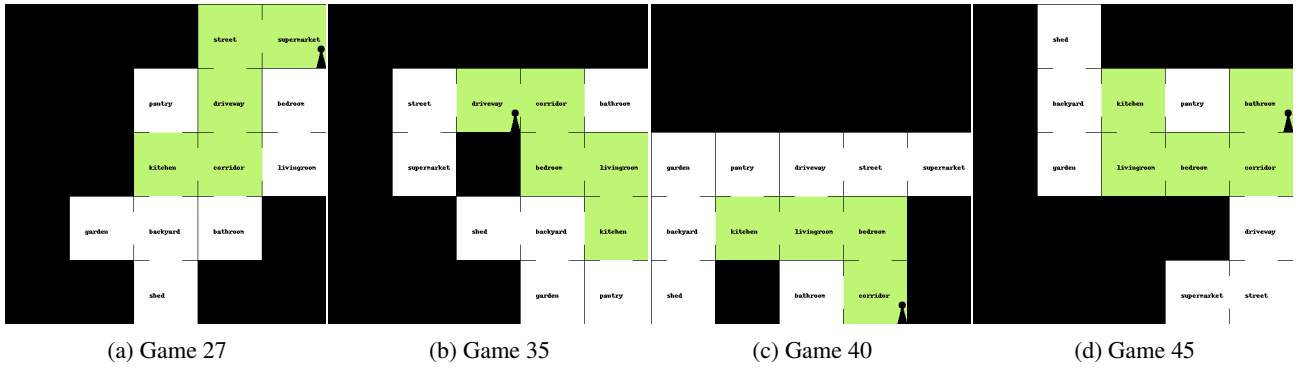 street supermarket
pantry driveway bedroom
kitchen corridor livingroom
garden backyard bathroom
shed
(a) Game 27
street driveway corridor bathroom
supermarket bedroom livingroom
shed backyard kitchen
garden pantry
(b) Game 35
garden pantry driveway street supermarket
backyard kitchen livingroom bedroom
shed bathroom corridor
(c) Game 40
shed
backyard kitchen pantry bathroom
garden livingroom bedroom corridor
driveway
supermarket street
(d) Game 45